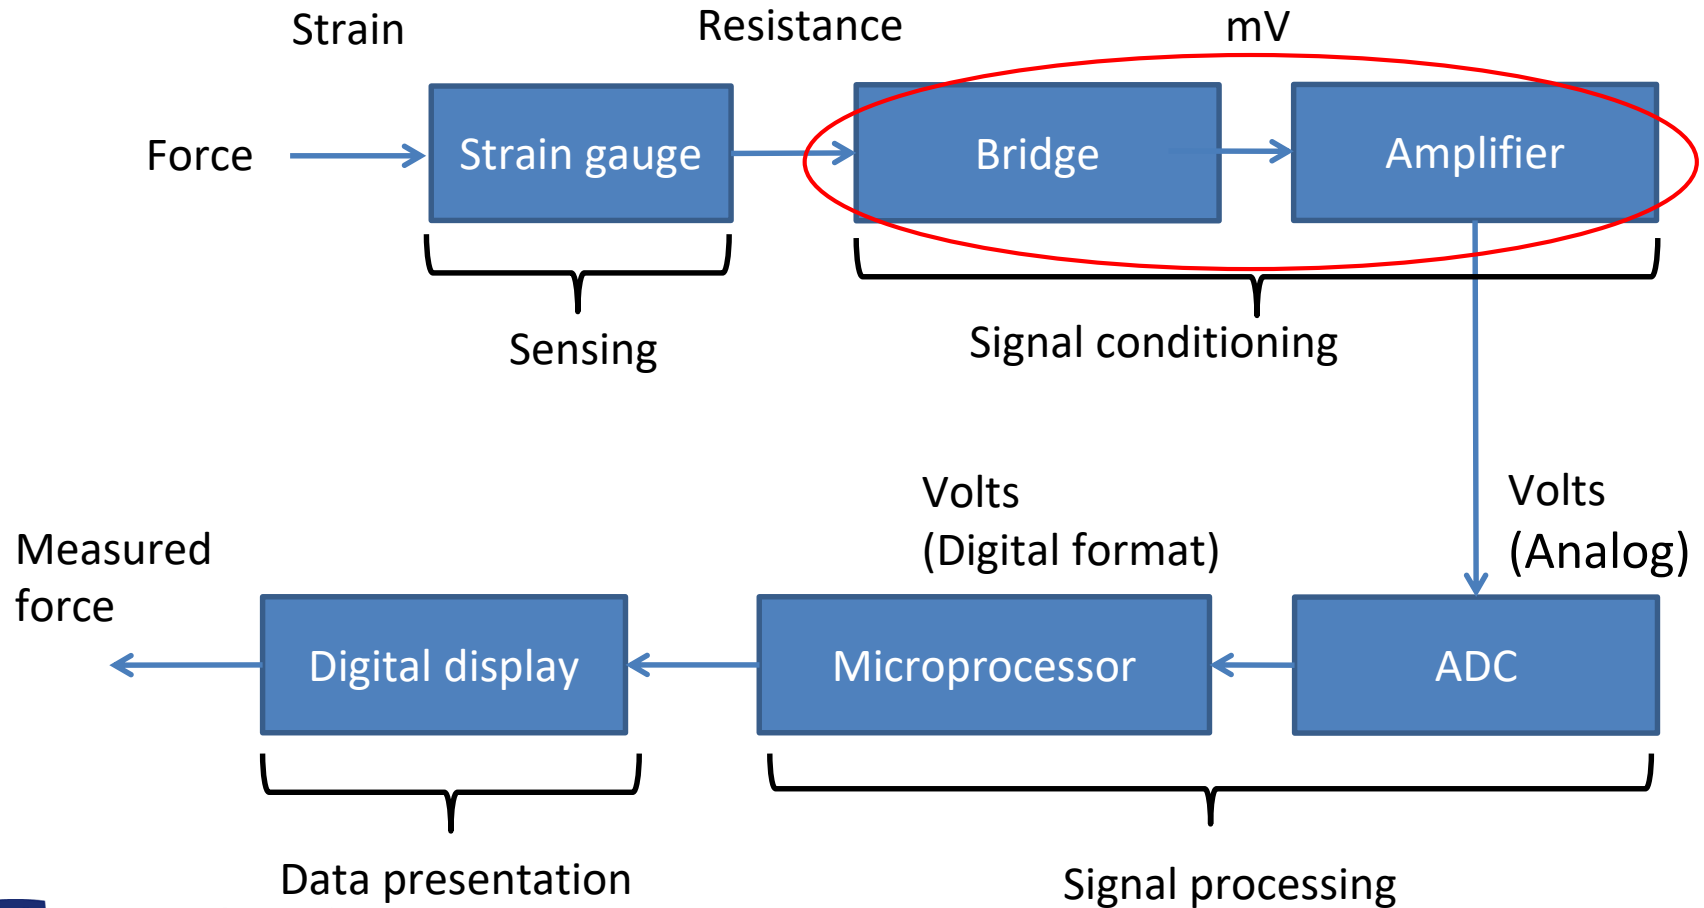 Strain
Resistance
mV
Force
Strain gauge
Bridge
Amplifier
Sensing
Signal conditioning
Volts
(Digital format)
Volts
(Analog)
Measured
force
Digital display
Microprocessor
ADC
Data presentation
Signal processing